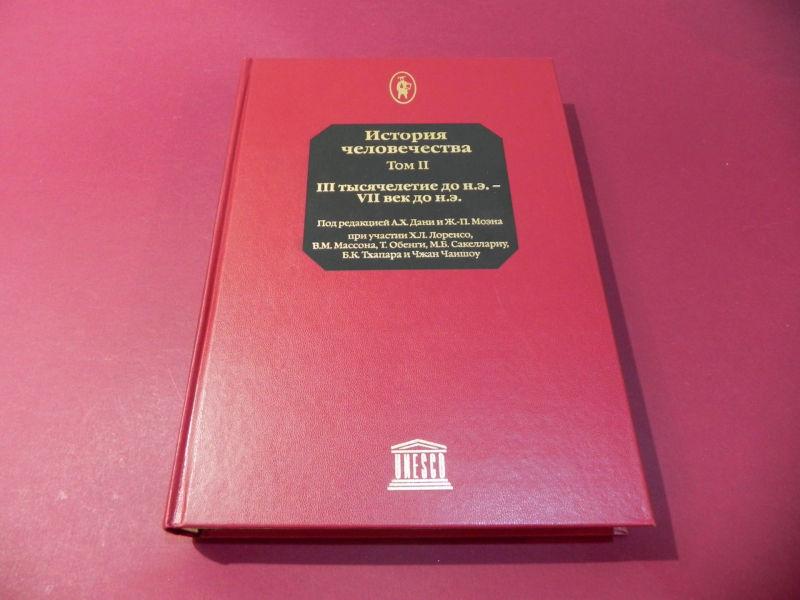 История
человечества
Том II
III тысячелетие до н.э. –
VII век до н.э.
Под редакцией А.Х. Дани и Ж.-П. Моэна
при участии Х.Л. Лоренсо,
В.М. Массона, Т. Обенги, М.Б. Сакеллариу,
Б.К. Тхапара и Чжан Чаншоу
UNESCO